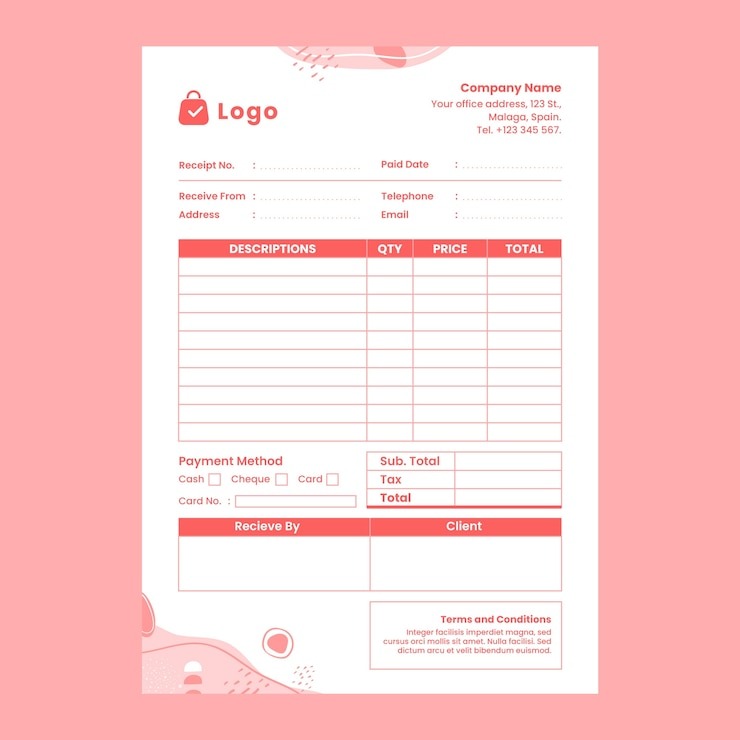 Logo
Company Name
Your office address, 123 St.,
Malaga, Spain.
Tel. +123 345 567.
Receipt No. : Paid Date :
Receive From : Telephone :
Address : Email :
DESCRIPTIONS QTY PRICE TOTAL
Payment Method
Cash Cheque Card
Card No. :
Sub. Total
Tax
Total
Recieve By Client
Terms and Conditions
Integer facilisis imperdiet magna, sed
cursus orci mollis sit amet. Nulla facilisi. Sed
dictum arcu et velit bibendum euismod.